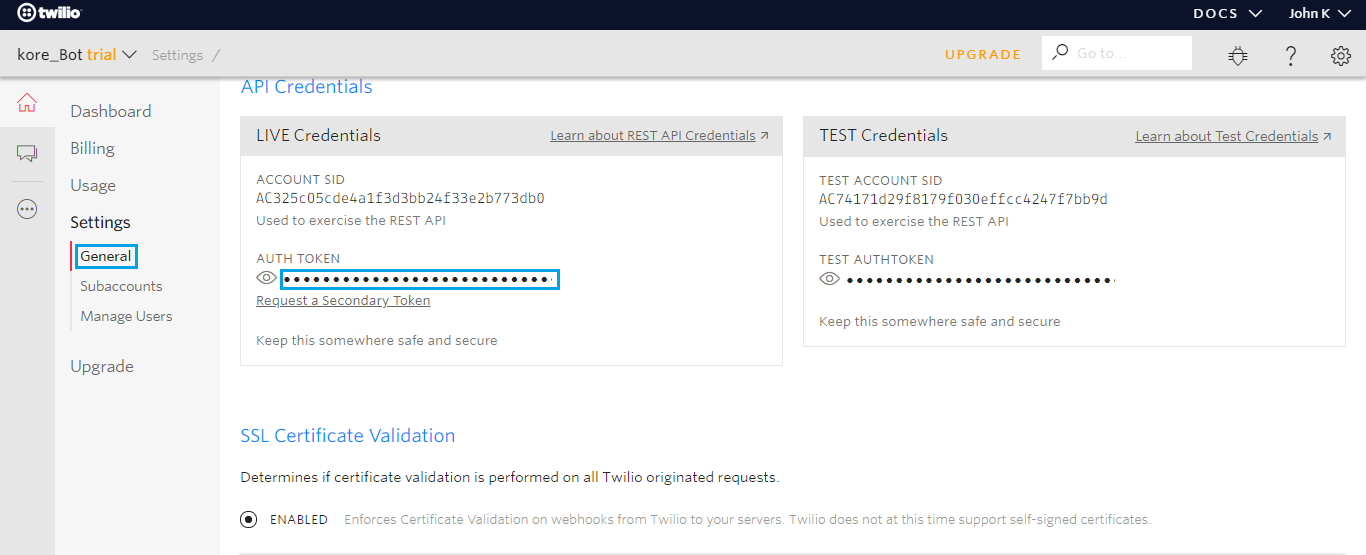 twilio
DOCS
John K
kore_Bot trial
Settings /
UPGRADE
Go to...
?
Dashboard
Billing
Usage
Settings
General
Subaccounts
Manage Users
Upgrade
API Credentials
LIVE Credentials
Learn about REST API Credentials
ACCOUNT SID
AC325c05cde4a1f3d3bb24f33e2b773db0
Used to exercise the REST API
AUTH TOKEN
Request a Secondary Token
Keep this somewhere safe and secure
TEST Credentials
Learn about Test Credentials
TEST ACCOUNT SID
AC74171d29f8179f030effcc4247f7bb9d
Used to exercise the REST API
TEST AUTHTOKEN
Keep this somewhere safe and secure
SSL Certificate Validation
Determines if certificate validation is performed on all Twilio originated requests.
ENABLED Enforces Certificate Validation on webhooks from Twilio to your servers. Twilio does not at this time support self-signed certificates.